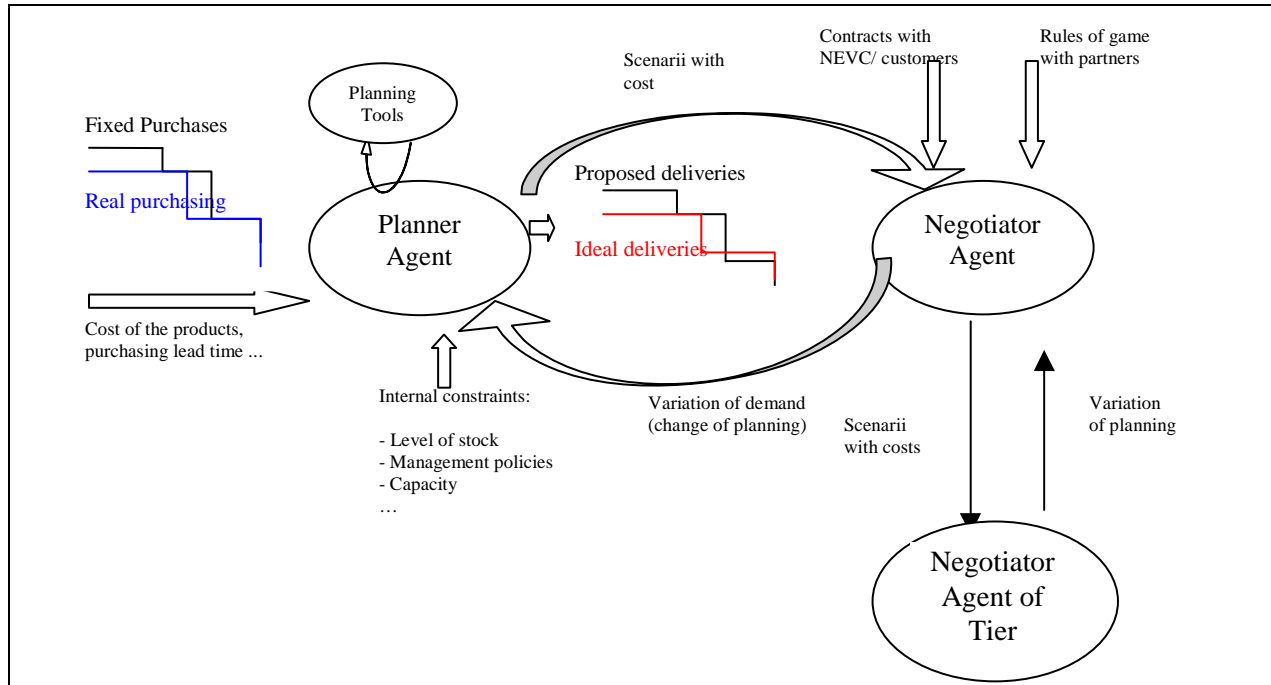 Contracts with
NEVC/ customers
Rules of game
with partners
Scenarii with
cost
Planning
Tools
Fixed Purchases
Real purchasing
Proposed deliveries
Ideal deliveries
Planner
Agent
Negotiator
Agent
Cost of the products,
purchasing lead time ...
Internal constraints:
- Level of stock
- Management policies
- Capacity
…
Variation of demand
(change of planning)
Scenarii
with costs
Variation
of planning
Negotiator
Agent of
Tier